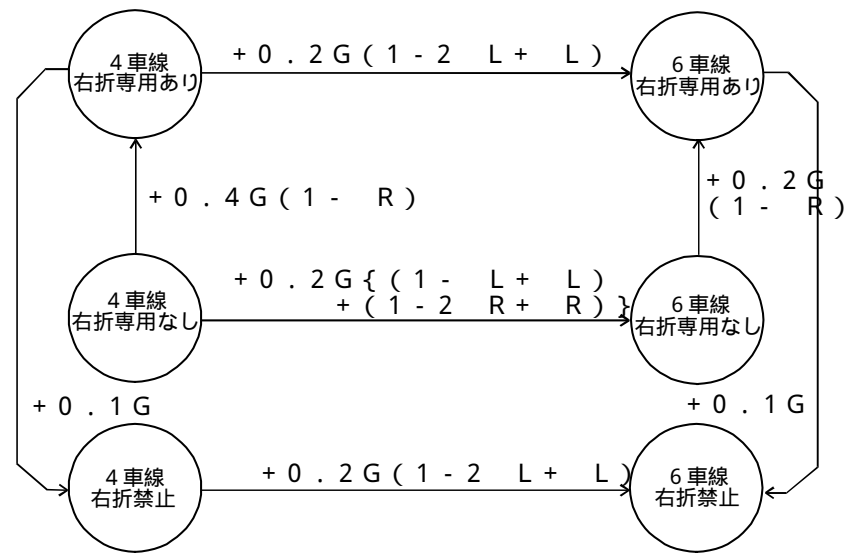 4車線
右折専用あり
+0.2G(1-2 L+ L)
6車線
右折専用あり
+0.4G(1- R)
+0.2G
(1- R)
4車線
右折専用なし
+0.2G{(1- L+ L)
+(1-2 R+ R)}
6車線
右折専用なし
+0.1G
+0.1G
4車線
右折禁止
+0.2G(1-2 L+ L)
6車線
右折禁止